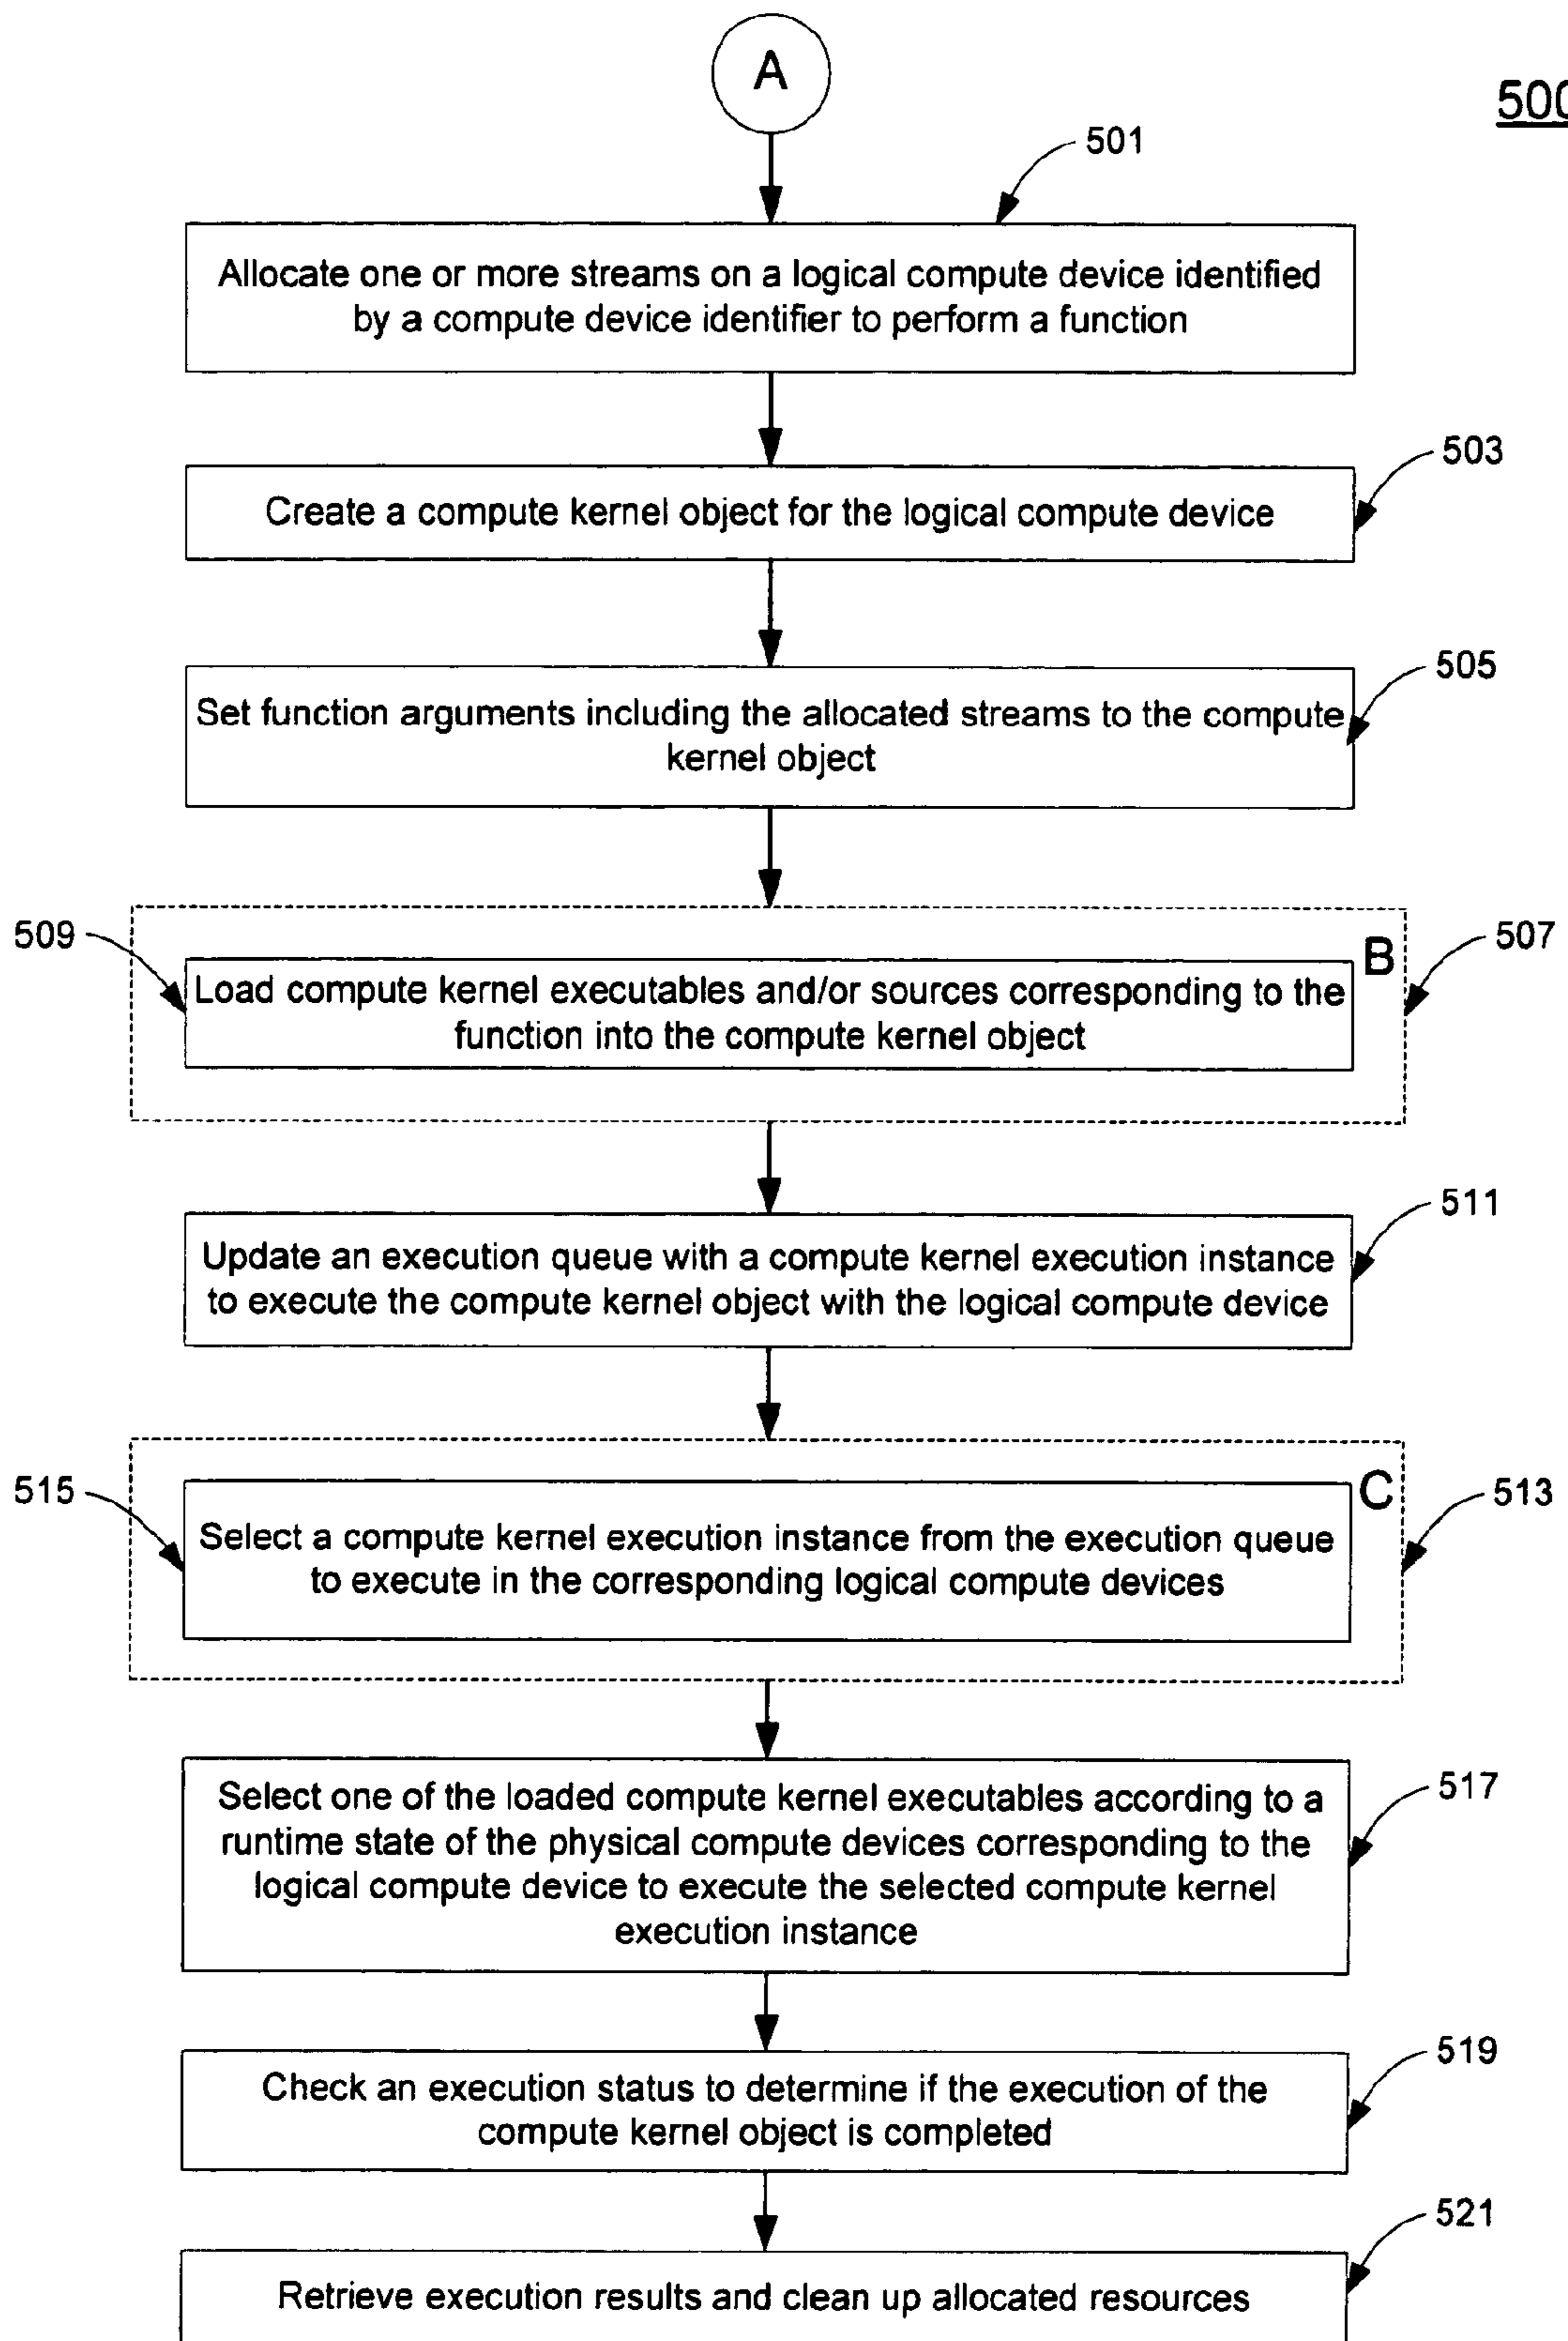 A
500
501
Allocate one or more streams on a logical compute device identified
by a compute device identifier to perform a function
503
Create a compute kernel object for the logical compute device
505
Set function arguments including the allocated streams to the compute
kernel object
509
B
507
Load compute kernel executables and/or sources corresponding to the
function into the compute kernel object
511
Update an execution queue with a compute kernel execution instance
to execute the compute kernel object with the logical compute device
515
C
513
Select a compute kernel execution instance from the execution queue
to execute in the corresponding logical compute devices
517
Select one of the loaded compute kernel executables according to a
runtime state of the physical compute devices corresponding to the
logical compute device to execute the selected compute kernel
execution instance
519
Check an execution status to determine if the execution of the
compute kernel object is completed
521
Retrieve execution results and clean up allocated resources